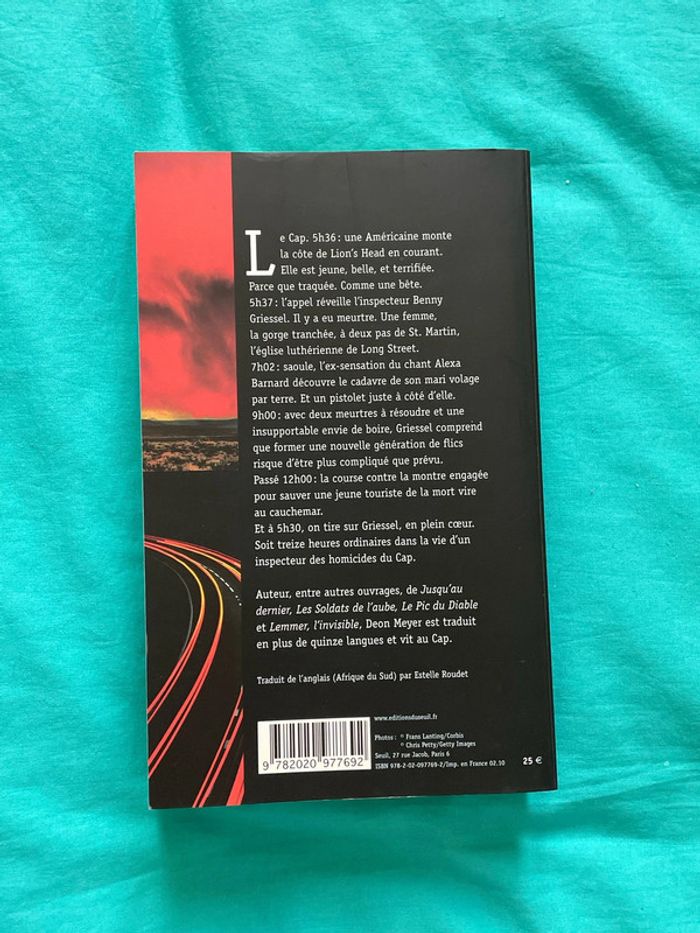 Le Cap. 5h36 : une Américaine monte
la côte de Lion's Head en courant.
Elle est jeune, belle, et terrifiée.
Parce que traquée. Comme une bête.
5h37 : l'appel réveille l'inspecteur Benny
Griessel. Il y a eu meurtre. Une femme,
la gorge tranchée, à deux pas de St. Martin,
l'église luthérienne de Long Street.
7h02 : saoule, l'ex-sensation du chant Alexa
Barnard découvre le cadavre de son mari volage
par terre. Et un pistolet juste à côté d'elle.
9h00 : avec deux meurtres à résoudre et une
insupportable envie de boire, Griessel comprend
que former une nouvelle génération de flics
risque d'être plus compliqué que prévu.
Passé 12h00 : la course contre la montre engagée
pour sauver une jeune touriste de la mort vire
au cauchemar.
Et à 5h30, on tire sur Griessel, en plein cœur.
Soit treize heures ordinaires dans la vie d'un
inspecteur des homicides du Cap.
Auteur, entre autres ouvrages, de Jusqu'au
dernier, Les Soldats de l'aube, Le Pic du Diable
et Lemmer, l'invisible, Deon Meyer est traduit
en plus de quinze langues et vit au Cap.
Traduit de l'anglais (Afrique du Sud) par Estelle Roudet
www.editionsduseuil.fr
Photos : © Frans Lanting/Corbis
© Chris Petty/Getty Images
Seuil, 27 rue Jacob, Paris 6
ISBN 978-2-02-097769-2/Imp. en France 02.10
25 €
9 782020 977692